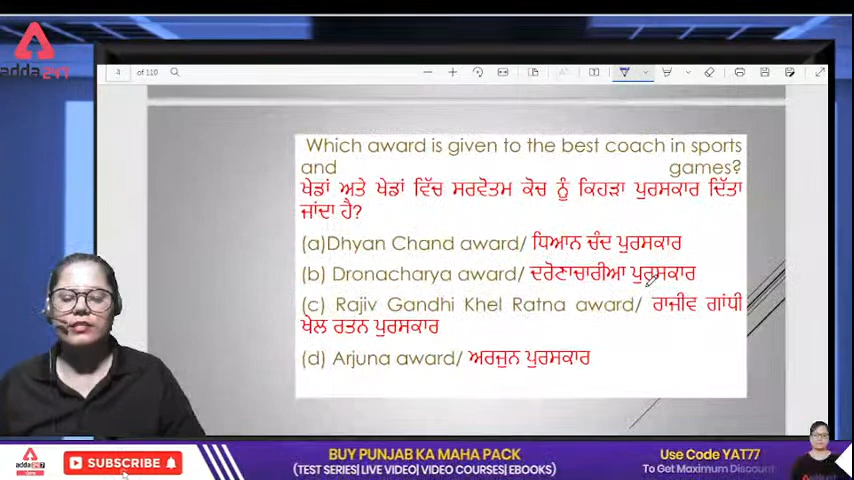 adda247
4 of 110
Which award is given to the best coach in sports
and games?
ਖੇਡਾਂ ਅਤੇ ਖੇਡਾਂ ਵਿੱਚ ਸਰਵੋਤਮ ਕੋਚ ਨੂੰ ਕਿਹੜਾ ਪੁਰਸਕਾਰ ਦਿੱਤਾ
ਜਾਂਦਾ ਹੈ?
(a)Dhyan Chand award/ ਧਿਆਨ ਚੰਦ ਪੁਰਸਕਾਰ
(b) Dronacharya award/ ਦਰੋਣਾਚਾਰੀਆ ਪੁਰਸਕਾਰ
(c) Rajiv Gandhi Khel Ratna award/ ਰਾਜੀਵ ਗਾਂਧੀ
ਖੇਲ ਰਤਨ ਪੁਰਸਕਾਰ
(d) Arjuna award/ ਅਰਜੁਨ ਪੁਰਸਕਾਰ
adda247
SUBSCRIBE
BUY PUNJAB KA MAHA PACK
(TEST SERIES| LIVE VIDEO| VIDEO COURSES| EBOOKS)
Use Code YAT77
To Get Maximum Discount